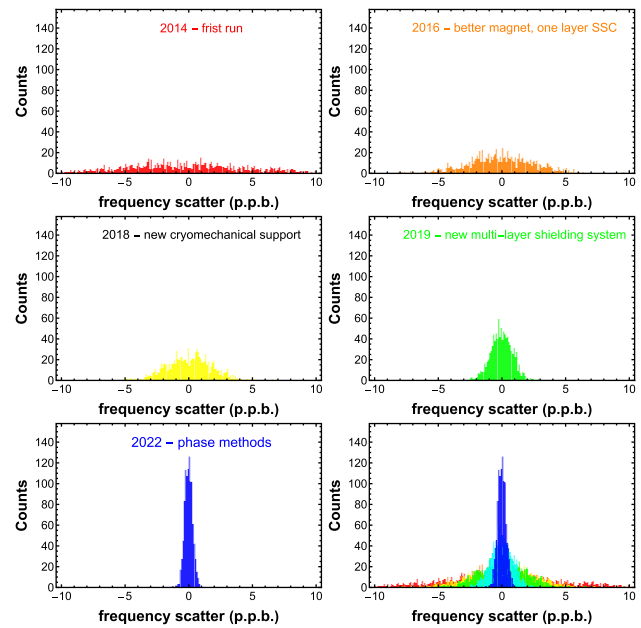 2014 – frist run
2016 – better magnet, one layer SSC
Counts
140
120
100
80
60
40
20
0
−10 −5 0 5 10
frequency scatter (p.p.b.)
Counts
140
120
100
80
60
40
20
0
−10 −5 0 5 10
frequency scatter (p.p.b.)
2018 – new cryomechanical support
2019 – new multi–layer shielding system
Counts
140
120
100
80
60
40
20
0
−10 −5 0 5 10
frequency scatter (p.p.b.)
Counts
140
120
100
80
60
40
20
0
−10 −5 0 5 10
frequency scatter (p.p.b.)
2022 – phase methods
Counts
140
120
100
80
60
40
20
0
−10 −5 0 5 10
frequency scatter (p.p.b.)
Counts
140
120
100
80
60
40
20
0
−10 −5 0 5 10
frequency scatter (p.p.b.)